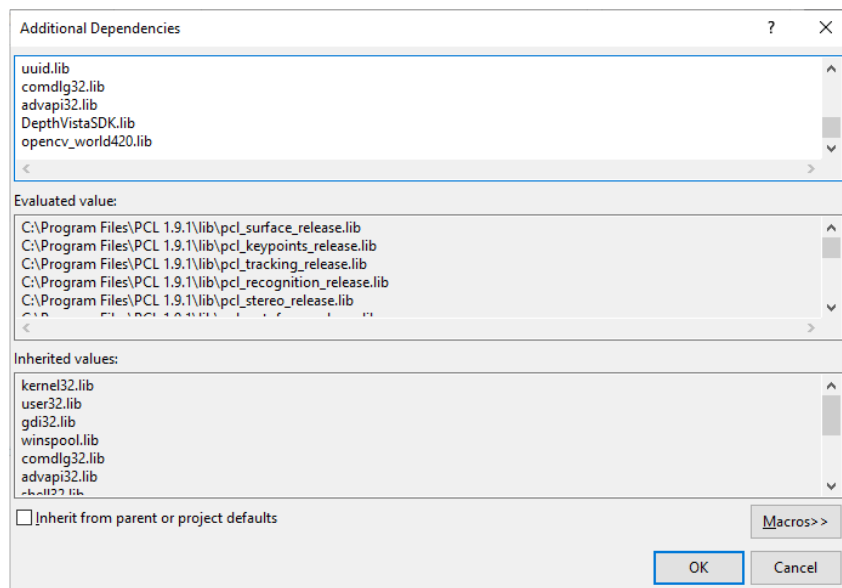 Additional Dependencies
? X
uuid.lib
comdlg32.lib
advapi32.lib
DepthVistaSDK.lib
opencv_world420.lib
Evaluated value:
C:\Program Files\PCL 1.9.1\lib\pcl_surface_release.lib
C:\Program Files\PCL 1.9.1\lib\pcl_keypoints_release.lib
C:\Program Files\PCL 1.9.1\lib\pcl_tracking_release.lib
C:\Program Files\PCL 1.9.1\lib\pcl_recognition_release.lib
C:\Program Files\PCL 1.9.1\lib\pcl_stereo_release.lib
Inherited values:
kernel32.lib
user32.lib
gdi32.lib
winspool.lib
comdlg32.lib
advapi32.lib
shell32.lib
Inherit from parent or project defaults
Macros>>
OK Cancel